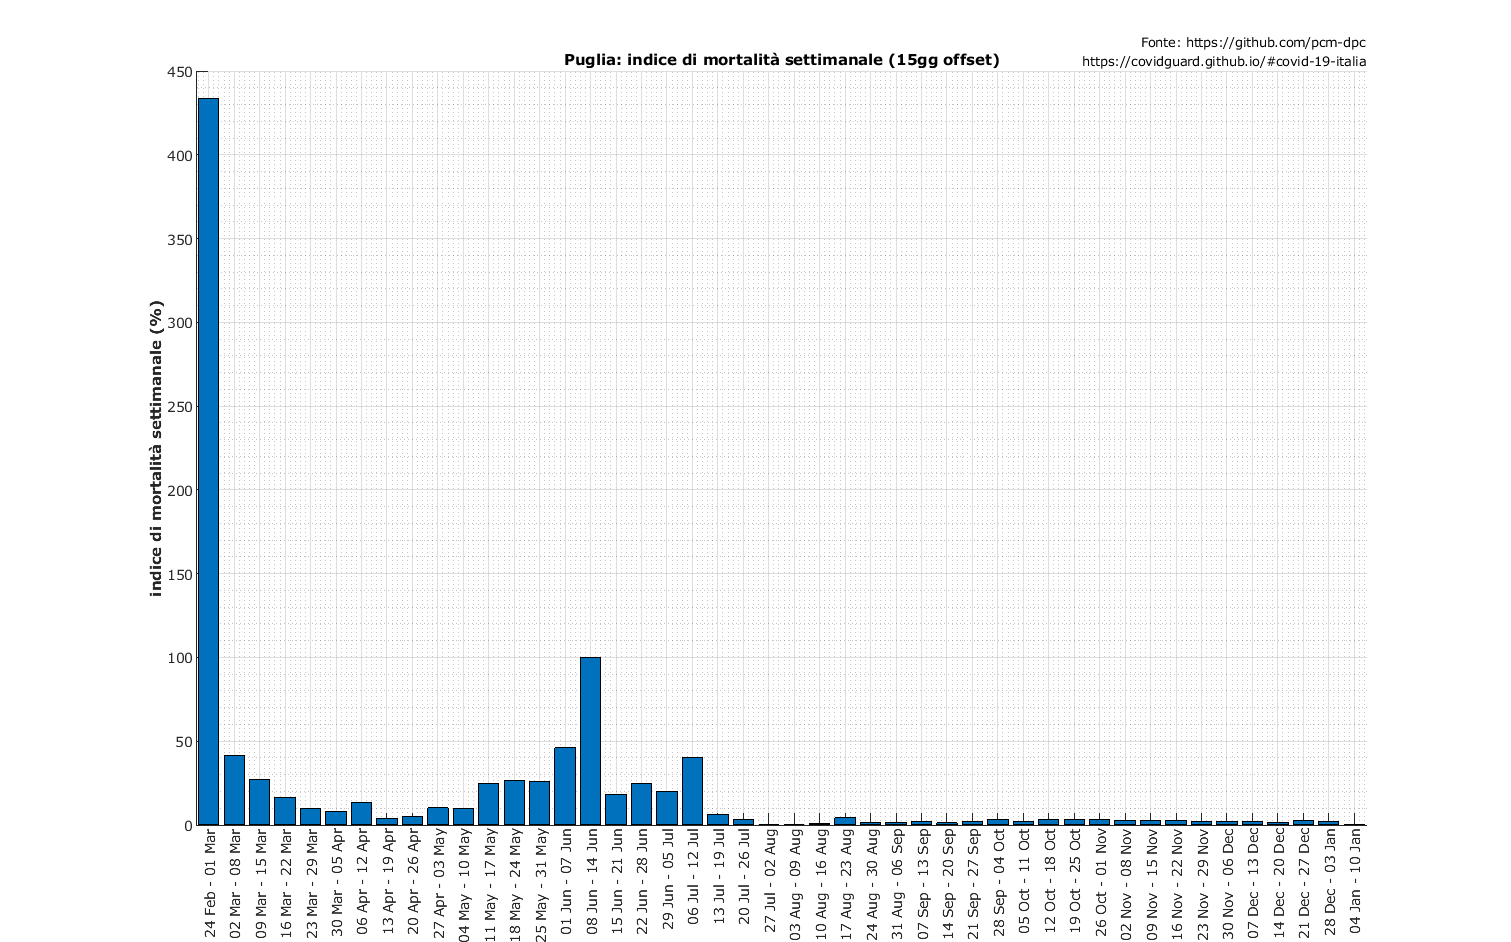 Fonte: https://github.com/pcm-dpc
Puglia: indice di mortalità settimanale (15gg offset)
https://covidguard.github.io/#covid-19-italia
indice di mortalità settimanale (%)
450
400
350
300
250
200
150
100
50
0
24 Feb - 01 Mar
02 Mar - 08 Mar
09 Mar - 15 Mar
16 Mar - 22 Mar
23 Mar - 29 Mar
30 Mar - 05 Apr
06 Apr - 12 Apr
13 Apr - 19 Apr
20 Apr - 26 Apr
27 Apr - 03 May
04 May - 10 May
11 May - 17 May
18 May - 24 May
25 May - 31 May
01 Jun - 07 Jun
08 Jun - 14 Jun
15 Jun - 21 Jun
22 Jun - 28 Jun
29 Jun - 05 Jul
06 Jul - 12 Jul
13 Jul - 19 Jul
20 Jul - 26 Jul
27 Jul - 02 Aug
03 Aug - 09 Aug
10 Aug - 16 Aug
17 Aug - 23 Aug
24 Aug - 30 Aug
31 Aug - 06 Sep
07 Sep - 13 Sep
14 Sep - 20 Sep
21 Sep - 27 Sep
28 Sep - 04 Oct
05 Oct - 11 Oct
12 Oct - 18 Oct
19 Oct - 25 Oct
26 Oct - 01 Nov
02 Nov - 08 Nov
09 Nov - 15 Nov
16 Nov - 22 Nov
23 Nov - 29 Nov
30 Nov - 06 Dec
07 Dec - 13 Dec
14 Dec - 20 Dec
21 Dec - 27 Dec
28 Dec - 03 Jan
04 Jan - 10 Jan